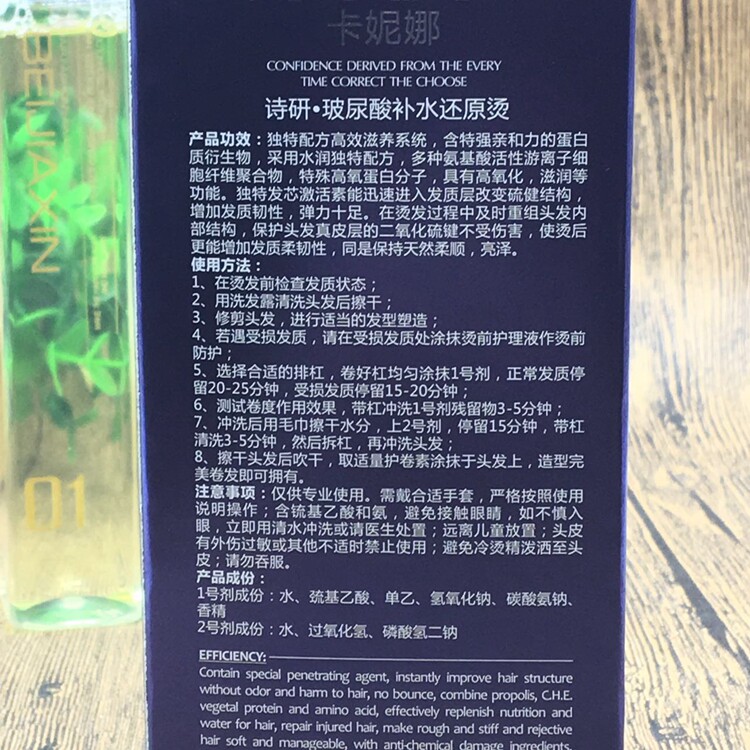 卡妮娜
CONFIDENCE DERIVED FROM THE EVERY
TIME CORRECT THE CHOOSE
诗研•玻尿酸补水还原烫
产品功效：独特配方高效滋养系统，含特强亲和力的蛋白
质衍生物，采用水润独特配方，多种氨基酸活性游离子细
胞纤维聚合物，特殊高氧蛋白分子，具有高氧化，滋润等
功能。独特发芯激活素能迅速进入发质层改变硫健结构，
增加发质韧性，弹力十足。在烫发过程中及时重组头发内
部结构，保护头发真皮层的二氧化硫键不受伤害，使烫后
更能增加发质柔韧性，同是保持天然柔顺，亮泽。
使用方法：
1、在烫发前检查发质状态；
2、用洗发露清洗头发后擦干；
3、修剪头发，进行适当的发型塑造；
4、若遇受损发质，请在受损发质处涂抹烫前护理液作烫前
防护；
5、选择合适的排杠，卷好杠均匀涂抹1号剂，正常发质停
留20-25分钟，受损发质停留15-20分钟；
6、测试卷度作用效果，带杠冲洗1号剂残留物3-5分钟；
7、冲洗后用毛巾擦干水分，上2号剂，停留15分钟，带杠
清洗3-5分钟，然后拆杠，再冲洗头发；
8、擦干头发后吹干，取适量护卷素涂抹于头发上，造型完
美卷发即可拥有。
注意事项：仅供专业使用。需戴合适手套，严格按照使用
说明操作；含巯基乙酸和氨，避免接触眼睛，如不慎入
眼，立即用清水冲洗或请医生处置；远离儿童放置；头皮
有外伤过敏或其他不适时禁止使用；避免冷烫精泼洒至头
皮；请勿吞服。
产品成份：
1号剂成份：水、巯基乙酸、单乙、氢氧化钠、碳酸氨钠、
香精
2号剂成份：水、过氧化氢、磷酸氢二钠
EFFICIENCY:
Contain special penetrating agent, instantly improve hair structure
without odor and harm to hair, no bounce, combine propolis, C.H.E.
vegetal protein and amino acid, effectively replenish nutrition and
water for hair, repair injured hair, make rough and stiff and rejective
hair soft and manageable, with anti-chemical damage ingredients,
BEIJIAXIN
01